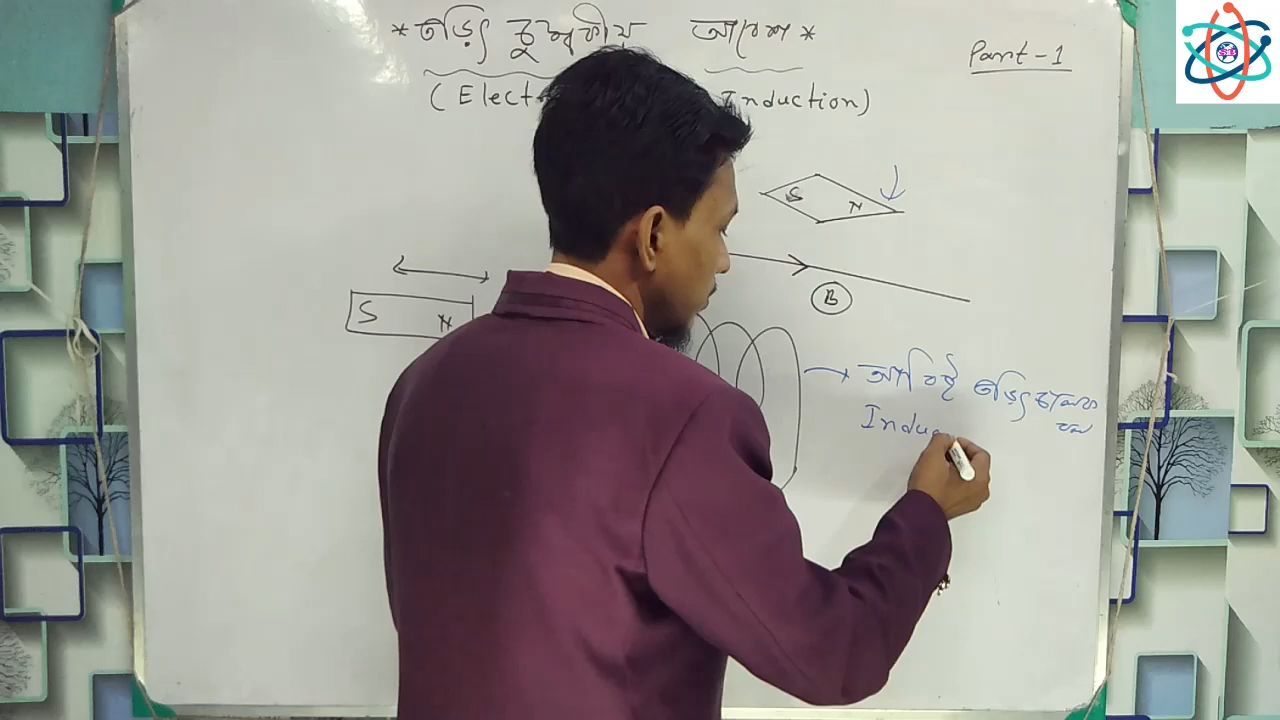 * তড়িৎ চুম্বকীয় আবেশ *
Part-1
(Elect Induction)
S N
S N
B
→ আবিষ্ট তড়িৎচালক
বল
Indu